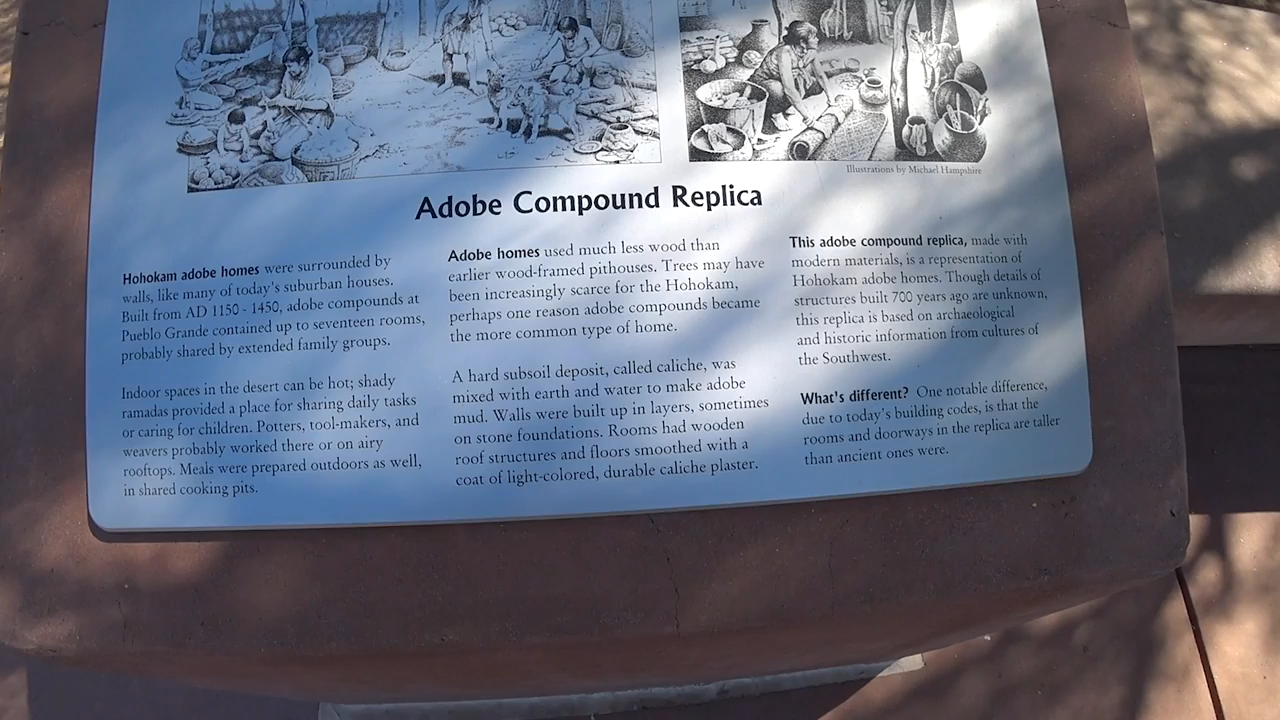 Illustrations by Michael Hampshire
Adobe Compound Replica
Hohokam adobe homes were surrounded by
walls, like many of today's suburban houses.
Built from AD 1150 - 1450, adobe compounds at
Pueblo Grande contained up to seventeen rooms,
probably shared by extended family groups.
Indoor spaces in the desert can be hot; shady
ramadas provided a place for sharing daily tasks
or caring for children. Potters, tool-makers, and
weavers probably worked there or on airy
rooftops. Meals were prepared outdoors as well,
in shared cooking pits.
Adobe homes used much less wood than
earlier wood-framed pithouses. Trees may have
been increasingly scarce for the Hohokam,
perhaps one reason adobe compounds became
the more common type of home.
A hard subsoil deposit, called caliche, was
mixed with earth and water to make adobe
mud. Walls were built up in layers, sometimes
on stone foundations. Rooms had wooden
roof structures and floors smoothed with a
coat of light-colored, durable caliche plaster.
This adobe compound replica, made with
modern materials, is a representation of
Hohokam adobe homes. Though details of
structures built 700 years ago are unknown,
this replica is based on archaeological
and historic information from cultures of
the Southwest.
What's different? One notable difference,
due to today's building codes, is that the
rooms and doorways in the replica are taller
than ancient ones were.